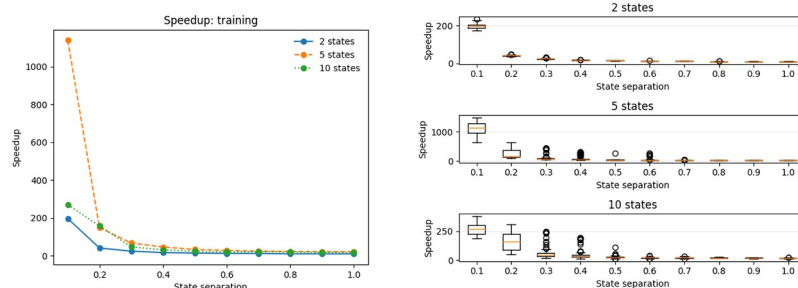 Speedup: training
Speedup
1000
800
600
400
200
0
2 states
5 states
10 states
0.2
0.4
0.6
0.8
1.0
State separation
2 states
Speedup
200
0
0.1 0.2 0.3 0.4 0.5 0.6 0.7 0.8 0.9 1.0
State separation
5 states
Speedup
1000
0
0.1 0.2 0.3 0.4 0.5 0.6 0.7 0.8 0.9 1.0
State separation
10 states
Speedup
250
0
0.1 0.2 0.3 0.4 0.5 0.6 0.7 0.8 0.9 1.0
State separation